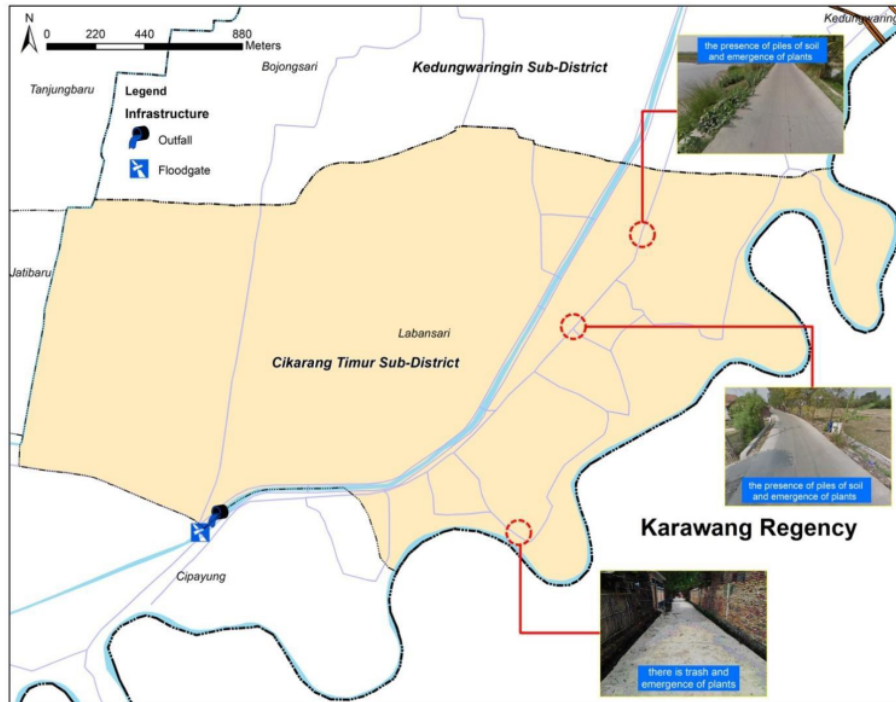 N
0 220 440 880
Meters
Kedungwaringin
Tanjungbaru
Bojongsari
Kedungwaringin Sub-District
Legend
Infrastructure
Outfall
Floodgate
the presence of piles of soil
and emergence of plants
Jatibaru
Labansari
Cikarang Timur Sub-District
the presence of piles of soil
and emergence of plants
Karawang Regency
Cipayung
there is trash and
emergence of plants